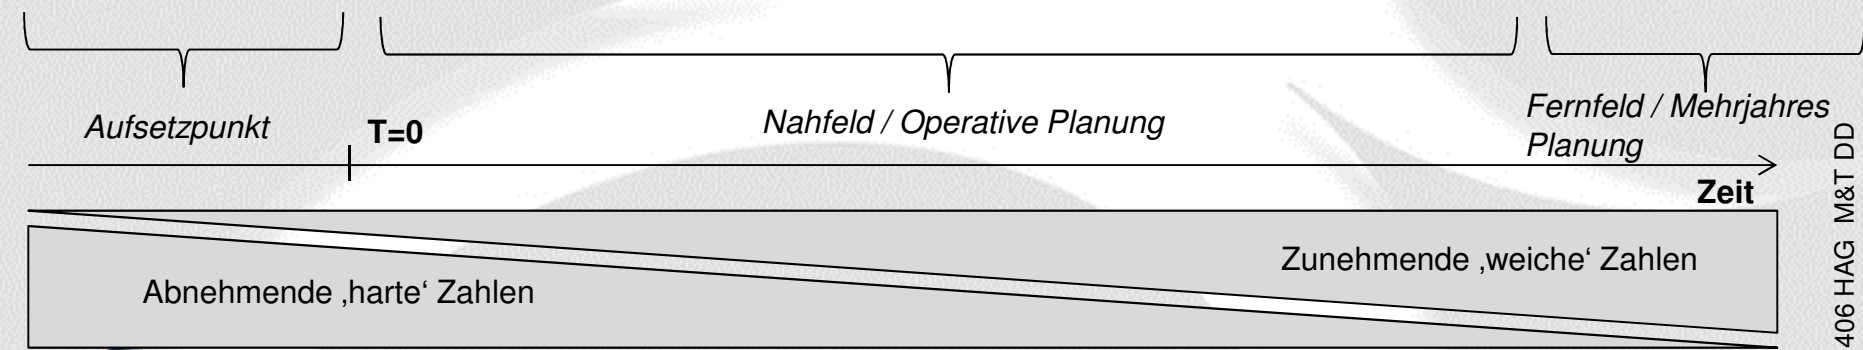 Aufsetzpunkt
T=0
Nahfeld / Operative Planung
Fernfeld / Mehrjahres
Planung
Zeit
Zunehmende ‚weiche‘ Zahlen
Abnehmende ‚harte‘ Zahlen
406 HAG M&T DD